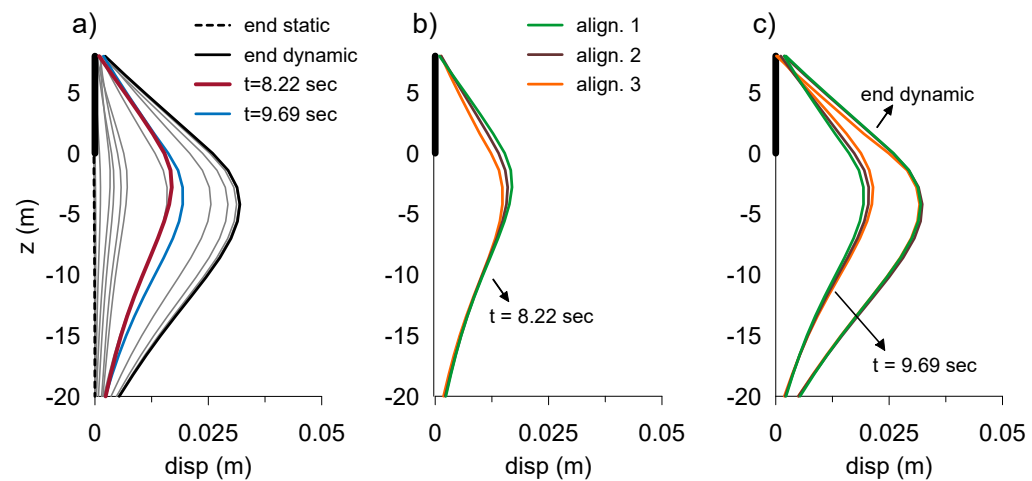 a)
end static
end dynamic
t=8.22 sec
t=9.69 sec
z (m)
5
0
-5
-10
-15
-20
0
0.025
0.05
disp (m)
b)
align. 1
align. 2
align. 3
5
0
-5
-10
-15
-20
t = 8.22 sec
0
0.025
0.05
disp (m)
c)
end dynamic
5
0
-5
-10
-15
-20
t = 9.69 sec
0
0.025
0.05
disp (m)